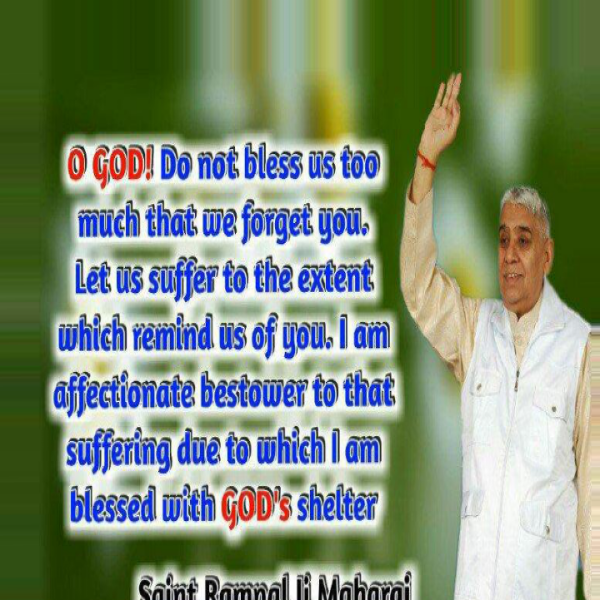 O GOD! Do not bless us too
much that we forget you.
Let us suffer to the extent
which remind us of you. I am
affectionate bestower to that
suffering due to which I am
blessed with GOD's shelter
Saint Rampal Ji Maharaj